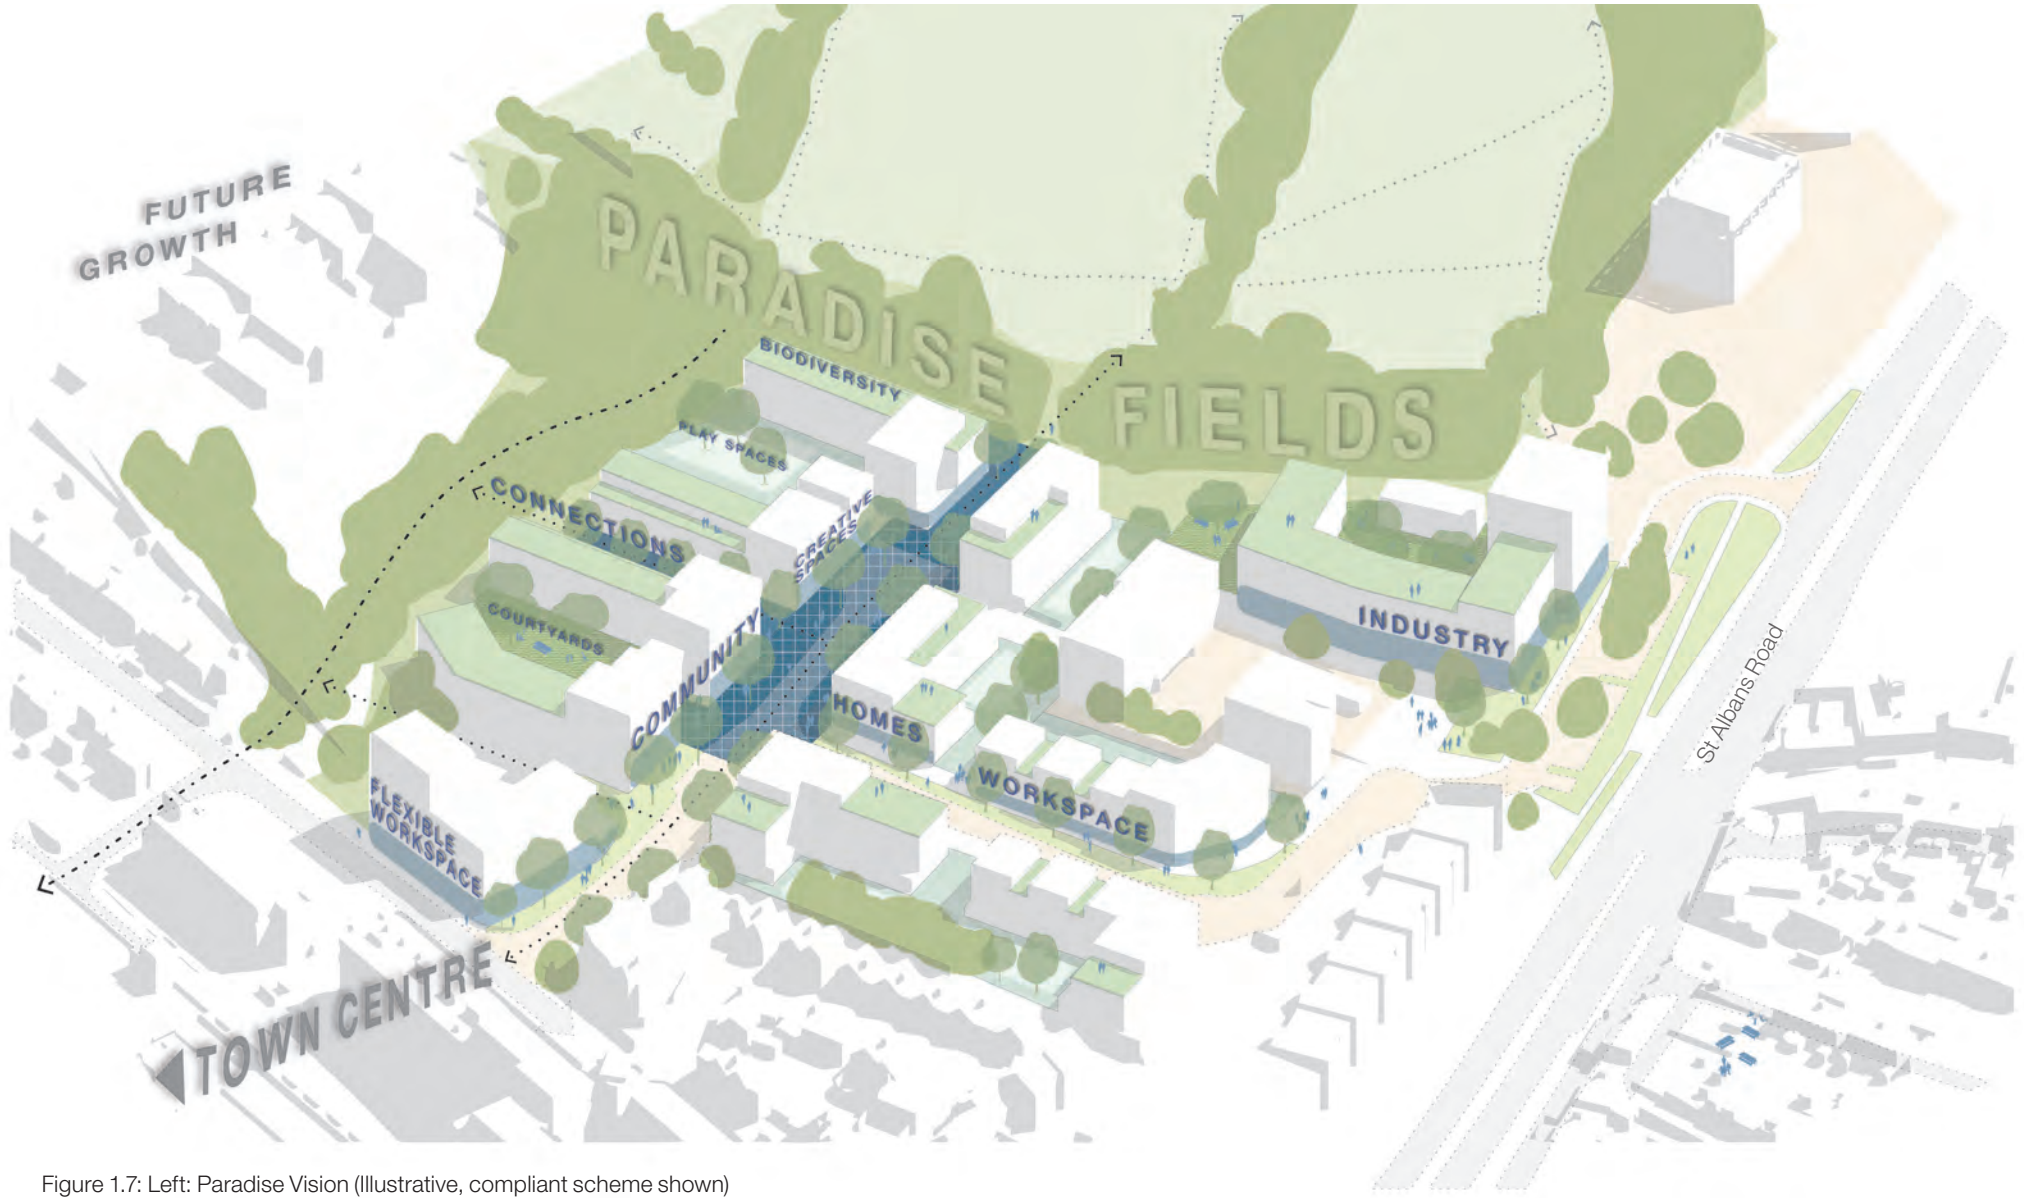 FUTURE
GROWTH
PARADISE
FIELDS
BIODIVERSITY
PLAY SPACES
CONNECTIONS
CREATIVE
SPACES
COURTYARDS
COMMUNITY
INDUSTRY
HOMES
WORKSPACE
FLEXIBLE
WORKSPACE
St Albans Road
TOWN CENTRE
Figure 1.7: Left: Paradise Vision (Illustrative, compliant scheme shown)